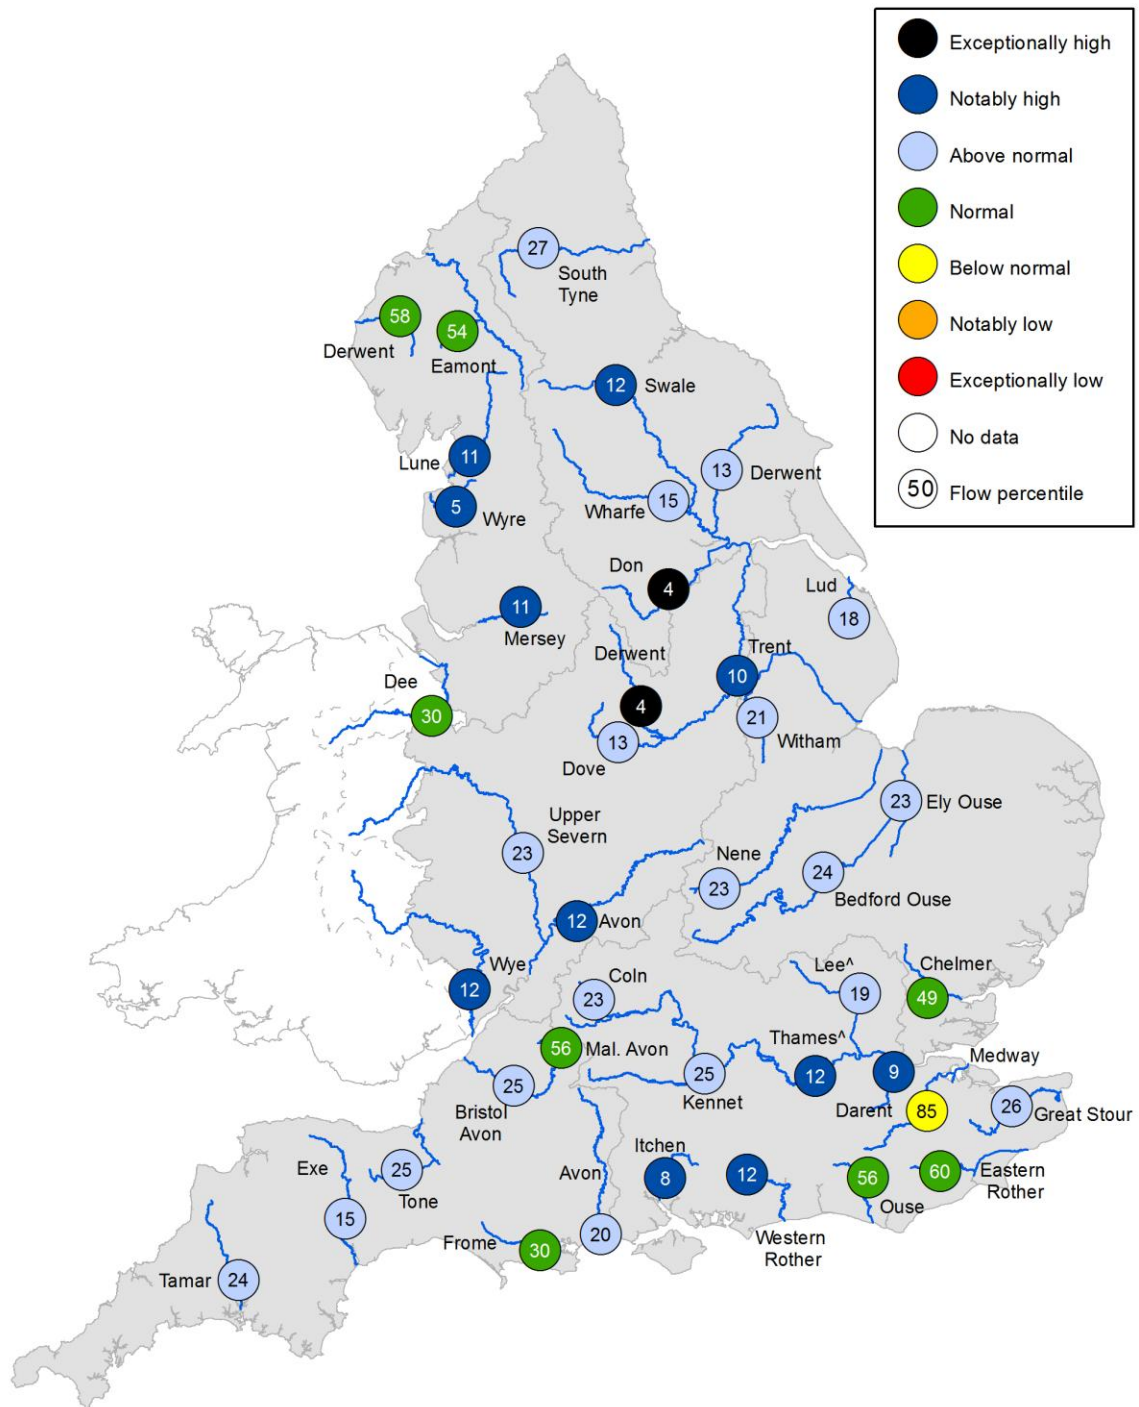 Exceptionally high
Notably high
Above normal
Normal
Below normal
Notably low
Exceptionally low
No data
50 Flow percentile
27
South
Tyne
58
Derwent
54
Eamont
12 Swale
Lune 11
13 Derwent
5 Wyre
15
Wharfe
Don
4
Lud
18
11
Mersey
Derwent
4
Trent
10
Dee
30
21
Witham
13
Dove
23 Ely Ouse
Upper
Severn
23
Nene
23
24
Bedford Ouse
12 Avon
Wye
12
Coln
23
Lee^
19
Chelmer
49
56 Mal. Avon
Thames^
12
9
Darent
Medway
85
25
Bristol
Avon
25
Kennet
26
Great Stour
Exe
15
25
Tone
Avon
20
Itchen
8
12
Western
Rother
56
Ouse
60
Eastern
Rother
Frome
30
Tamar 24